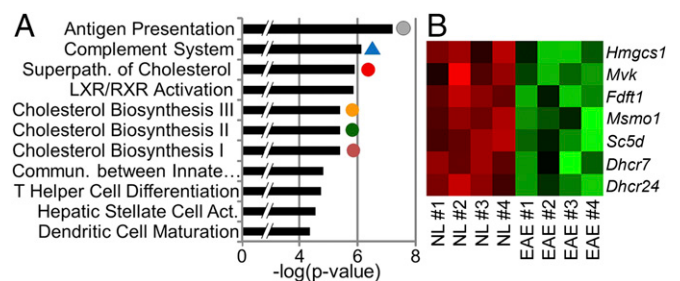 A
Antigen Presentation
Complement System
Superpath. of Cholesterol
LXR/RXR Activation
Cholesterol Biosynthesis III
Cholesterol Biosynthesis II
Cholesterol Biosynthesis I
Commun. between Innate...
T Helper Cell Differentiation
Hepatic Stellate Cell Act.
Dendritic Cell Maturation
0 4 6 8
-log(p-value)
B
Hmgcs1
Mvk
Fdft1
Msmo1
Sc5d
Dhcr7
Dhcr24
NL #1
NL #2
NL #3
NL #4
EAE #1
EAE #2
EAE #3
EAE #4